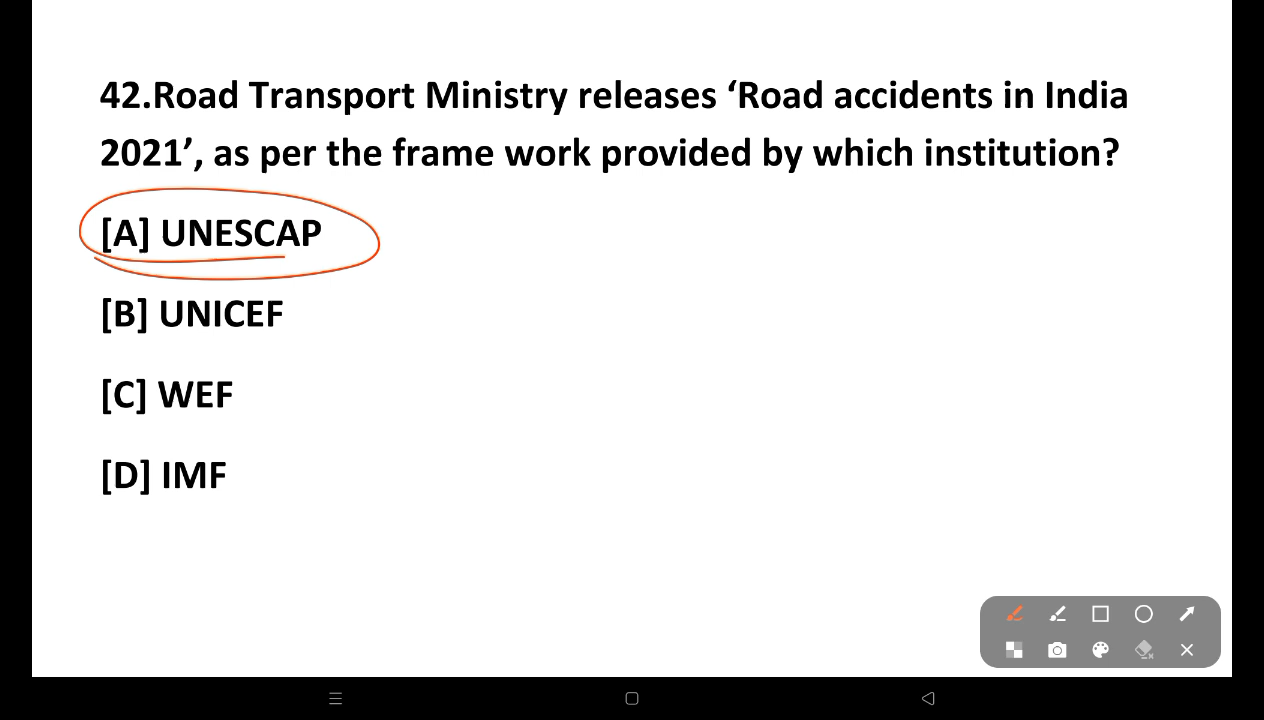 42.Road Transport Ministry releases ‘Road accidents in India
2021’, as per the frame work provided by which institution?
[A] UNESCAP
[B] UNICEF
[C] WEF
[D] IMF